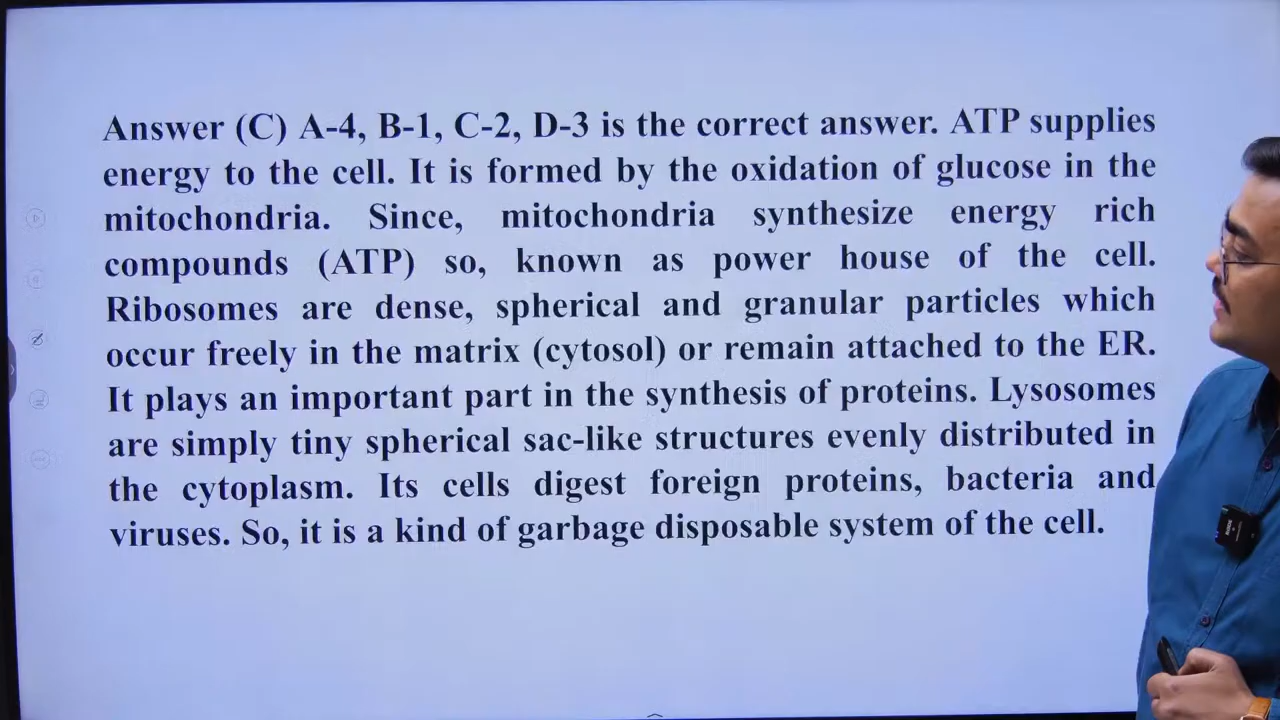 Answer (C) A-4, B-1, C-2, D-3 is the correct answer. ATP supplies
energy to the cell. It is formed by the oxidation of glucose in the
mitochondria. Since, mitochondria synthesize energy rich
compounds (ATP) so, known as power house of the cell.
Ribosomes are dense, spherical and granular particles which
occur freely in the matrix (cytosol) or remain attached to the ER.
It plays an important part in the synthesis of proteins. Lysosomes
are simply tiny spherical sac-like structures evenly distributed in
the cytoplasm. Its cells digest foreign proteins, bacteria and
viruses. So, it is a kind of garbage disposable system of the cell.